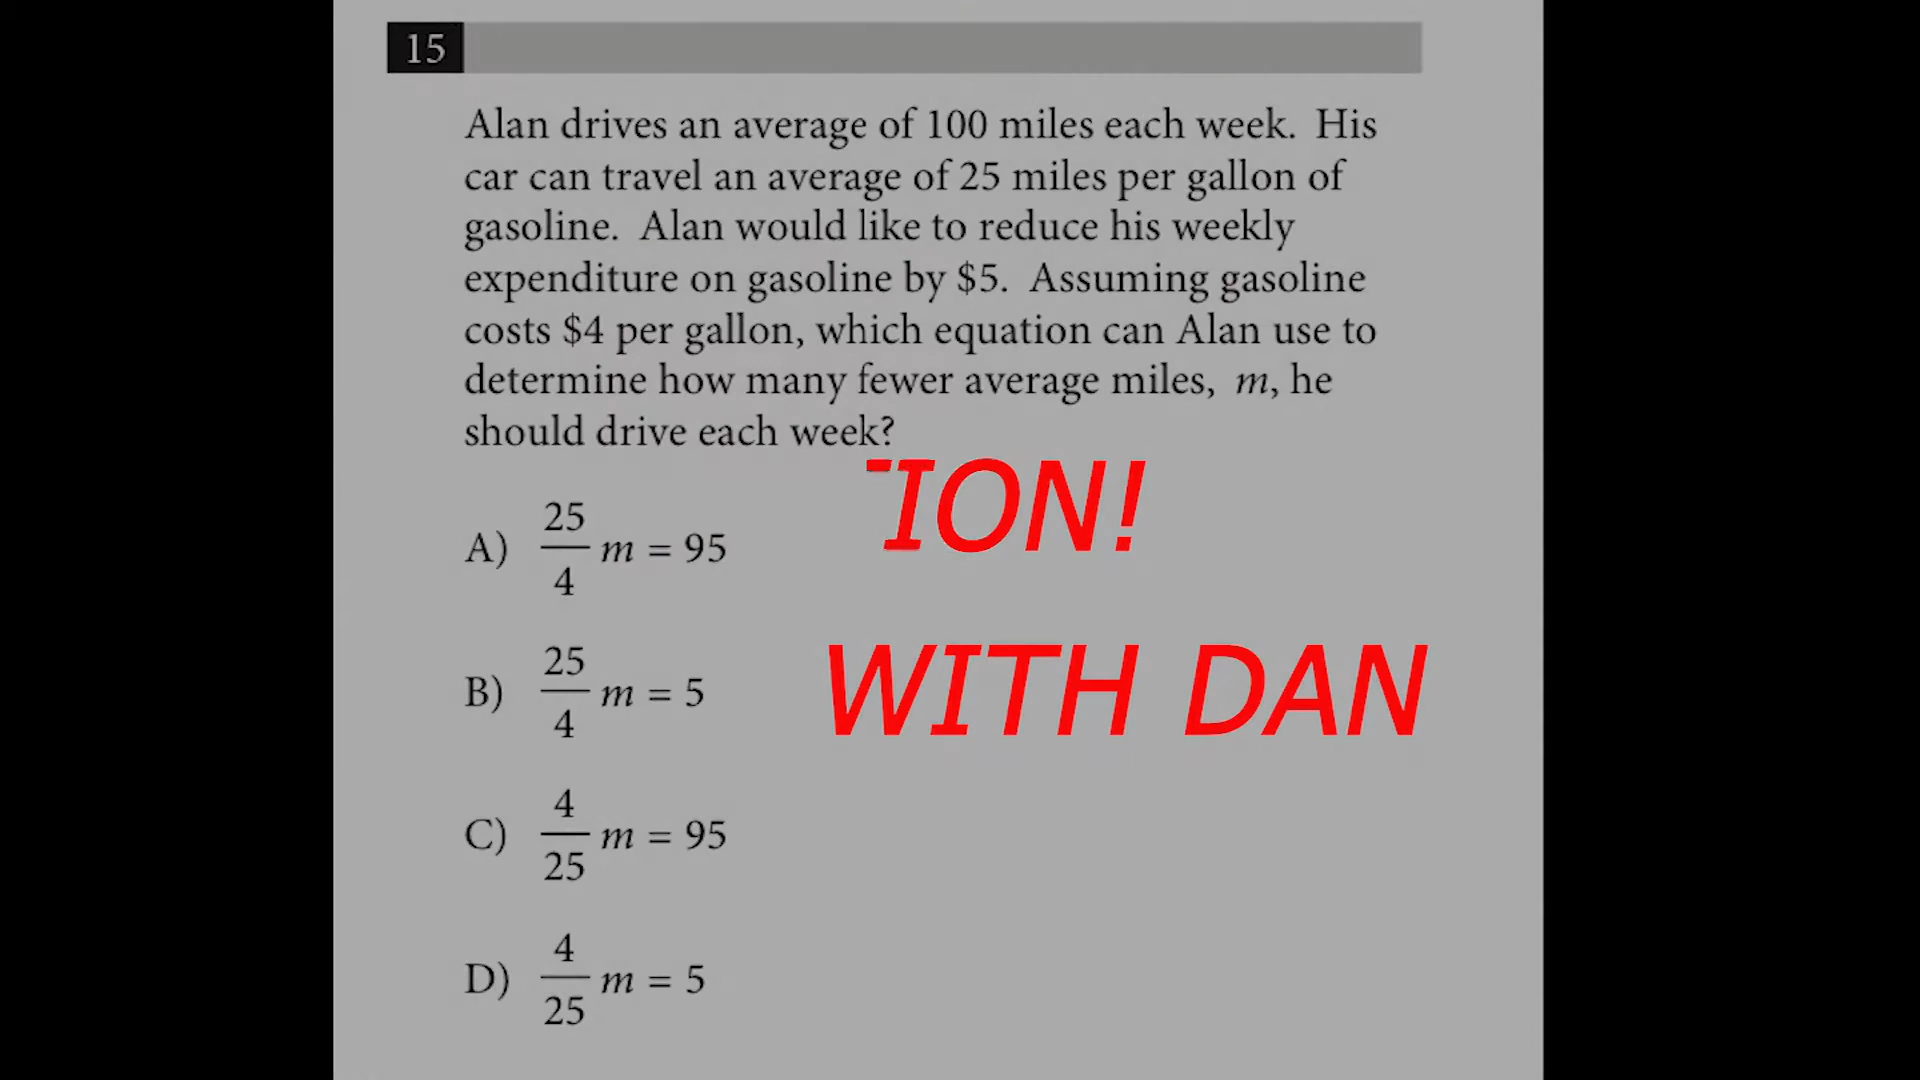 15
Alan drives an average of 100 miles each week. His
car can travel an average of 25 miles per gallon of
gasoline. Alan would like to reduce his weekly
expenditure on gasoline by $5. Assuming gasoline
costs $4 per gallon, which equation can Alan use to
determine how many fewer average miles, m, he
should drive each week?
A) 25/4 m = 95
B) 25/4 m = 5
C) 4/25 m = 95
D) 4/25 m = 5
WITH DAN